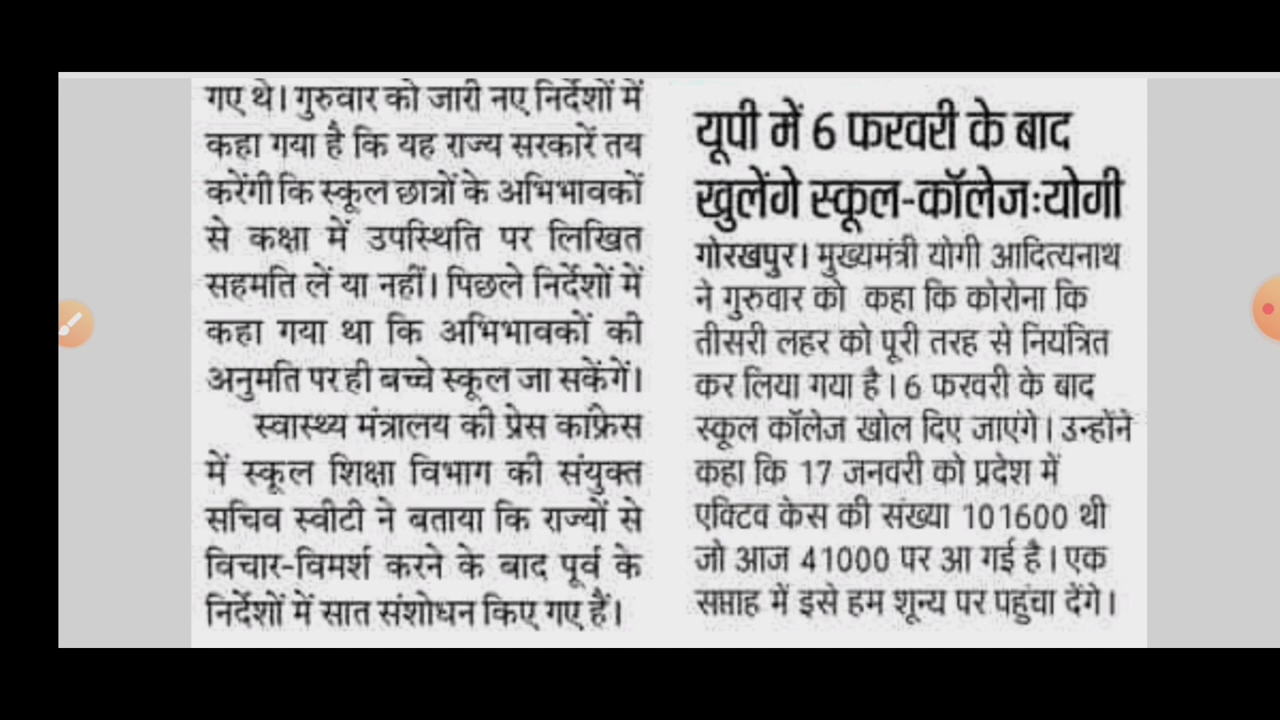 गए थे। गुरुवार को जारी नए निर्देशों में
कहा गया है कि यह राज्य सरकारें तय
करेंगी कि स्कूल छात्रों के अभिभावकों
से कक्षा में उपस्थिति पर लिखित
सहमति लें या नहीं। पिछले निर्देशों में
कहा गया था कि अभिभावकों की
अनुमति पर ही बच्चे स्कूल जा सकेंगें।
स्वास्थ्य मंत्रालय की प्रेस कांफ्रेस
में स्कूल शिक्षा विभाग की संयुक्त
सचिव स्वीटी ने बताया कि राज्यों से
विचार-विमर्श करने के बाद पूर्व के
निर्देशों में सात संशोधन किए गए हैं।
यूपी में 6 फरवरी के बाद
खुलेंगे स्कूल-कॉलेजःयोगी
गोरखपुर। मुख्यमंत्री योगी आदित्यनाथ
ने गुरुवार को कहा कि कोरोना कि
तीसरी लहर को पूरी तरह से नियंत्रित
कर लिया गया है। 6 फरवरी के बाद
स्कूल कॉलेज खोल दिए जाएंगे। उन्होंने
कहा कि 17 जनवरी को प्रदेश में
एक्टिव केस की संख्या 101600 थी
जो आज 41000 पर आ गई है। एक
सप्ताह में इसे हम शून्य पर पहुंचा देंगे।